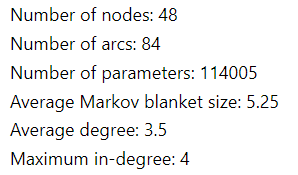 Number of nodes: 48
Number of arcs: 84
Number of parameters: 114005
Average Markov blanket size: 5.25
Average degree: 3.5
Maximum in-degree: 4